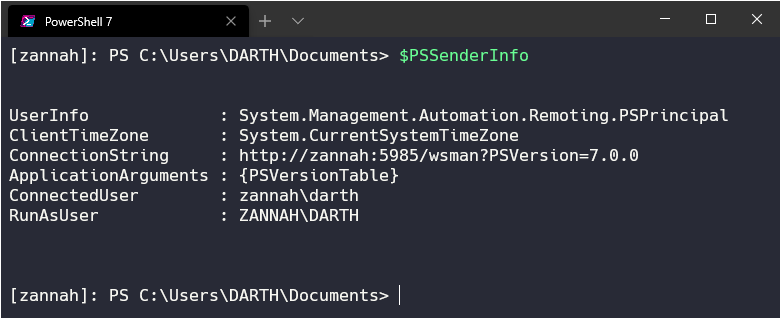 PowerShell 7
[zannah]: PS C:\Users\DARTH\Documents> $PSSenderInfo
UserInfo              : System.Management.Automation.Remoting.PSPrincipal
ClientTimeZone        : System.CurrentSystemTimeZone
ConnectionString      : http://zannah:5985/wsman?PSVersion=7.0.0
ApplicationArguments : {PSVersionTable}
ConnectedUser         : zannah\darth
RunAsUser             : ZANNAH\DARTH
[zannah]: PS C:\Users\DARTH\Documents>